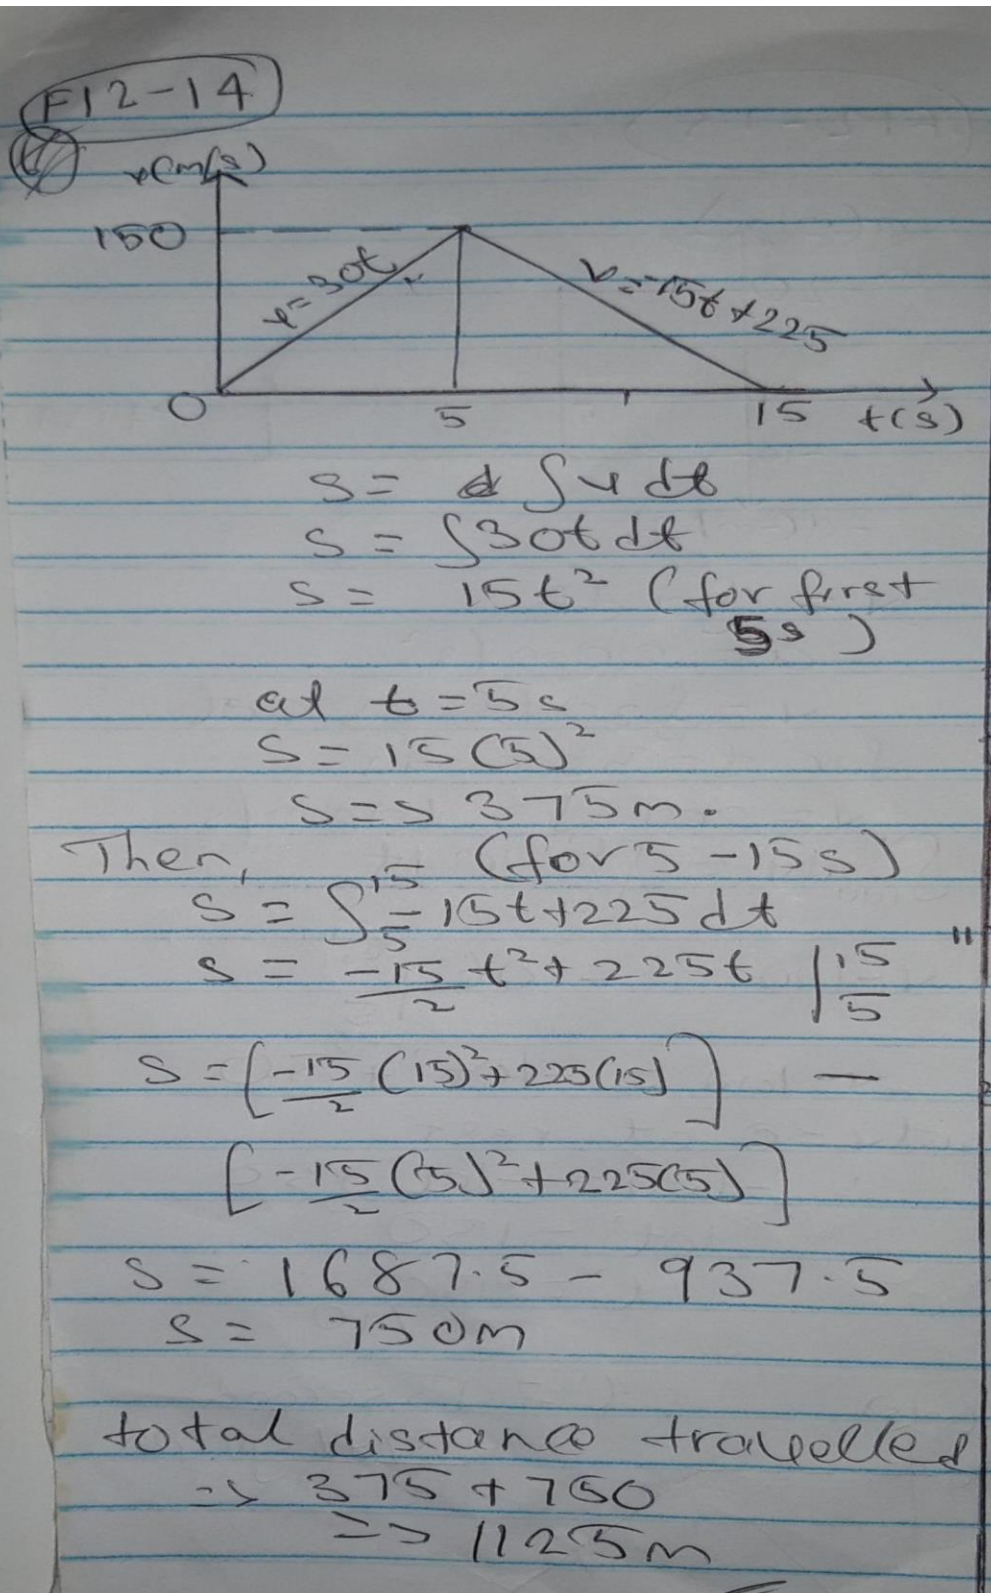 F12-14
v(m/s)
150
v=30t
v=-15t+225
0 5 15 t(s)
s= ∫v dt
s = ∫30t dt
s= 15t² (for first
5s)
at t=5s
s= 15(5)²
s=> 375m.
Then, (for 5-15s)
s = ∫₅¹⁵ -15t+225 dt
s = -15/2 t²+225t |¹⁵₅
s=[-15/2 (15)²+225(15)] -
[-15/2 (5)²+225(5)]
s= 1687.5 - 937.5
s= 750m
total distance travelled
=> 375+750
=> 1125m